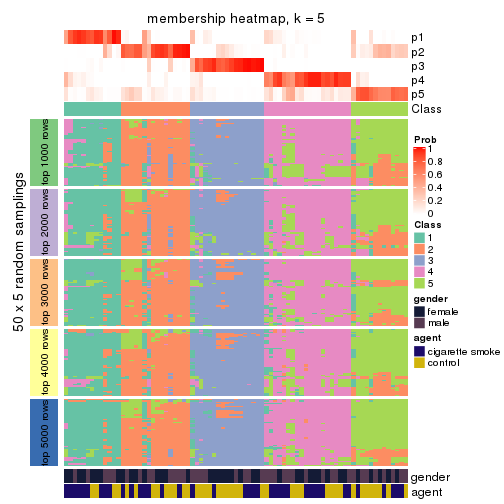 membership heatmap, k = 5
p1
p2
p3
p4
p5
Class
50 x 5 random samplings
top 1000 rows
top 2000 rows
top 3000 rows
top 4000 rows
top 5000 rows
Prob
1
0.8
0.6
0.4
0.2
0
Class
1
2
3
4
5
gender
female
male
agent
cigarette smoke
control
gender
agent